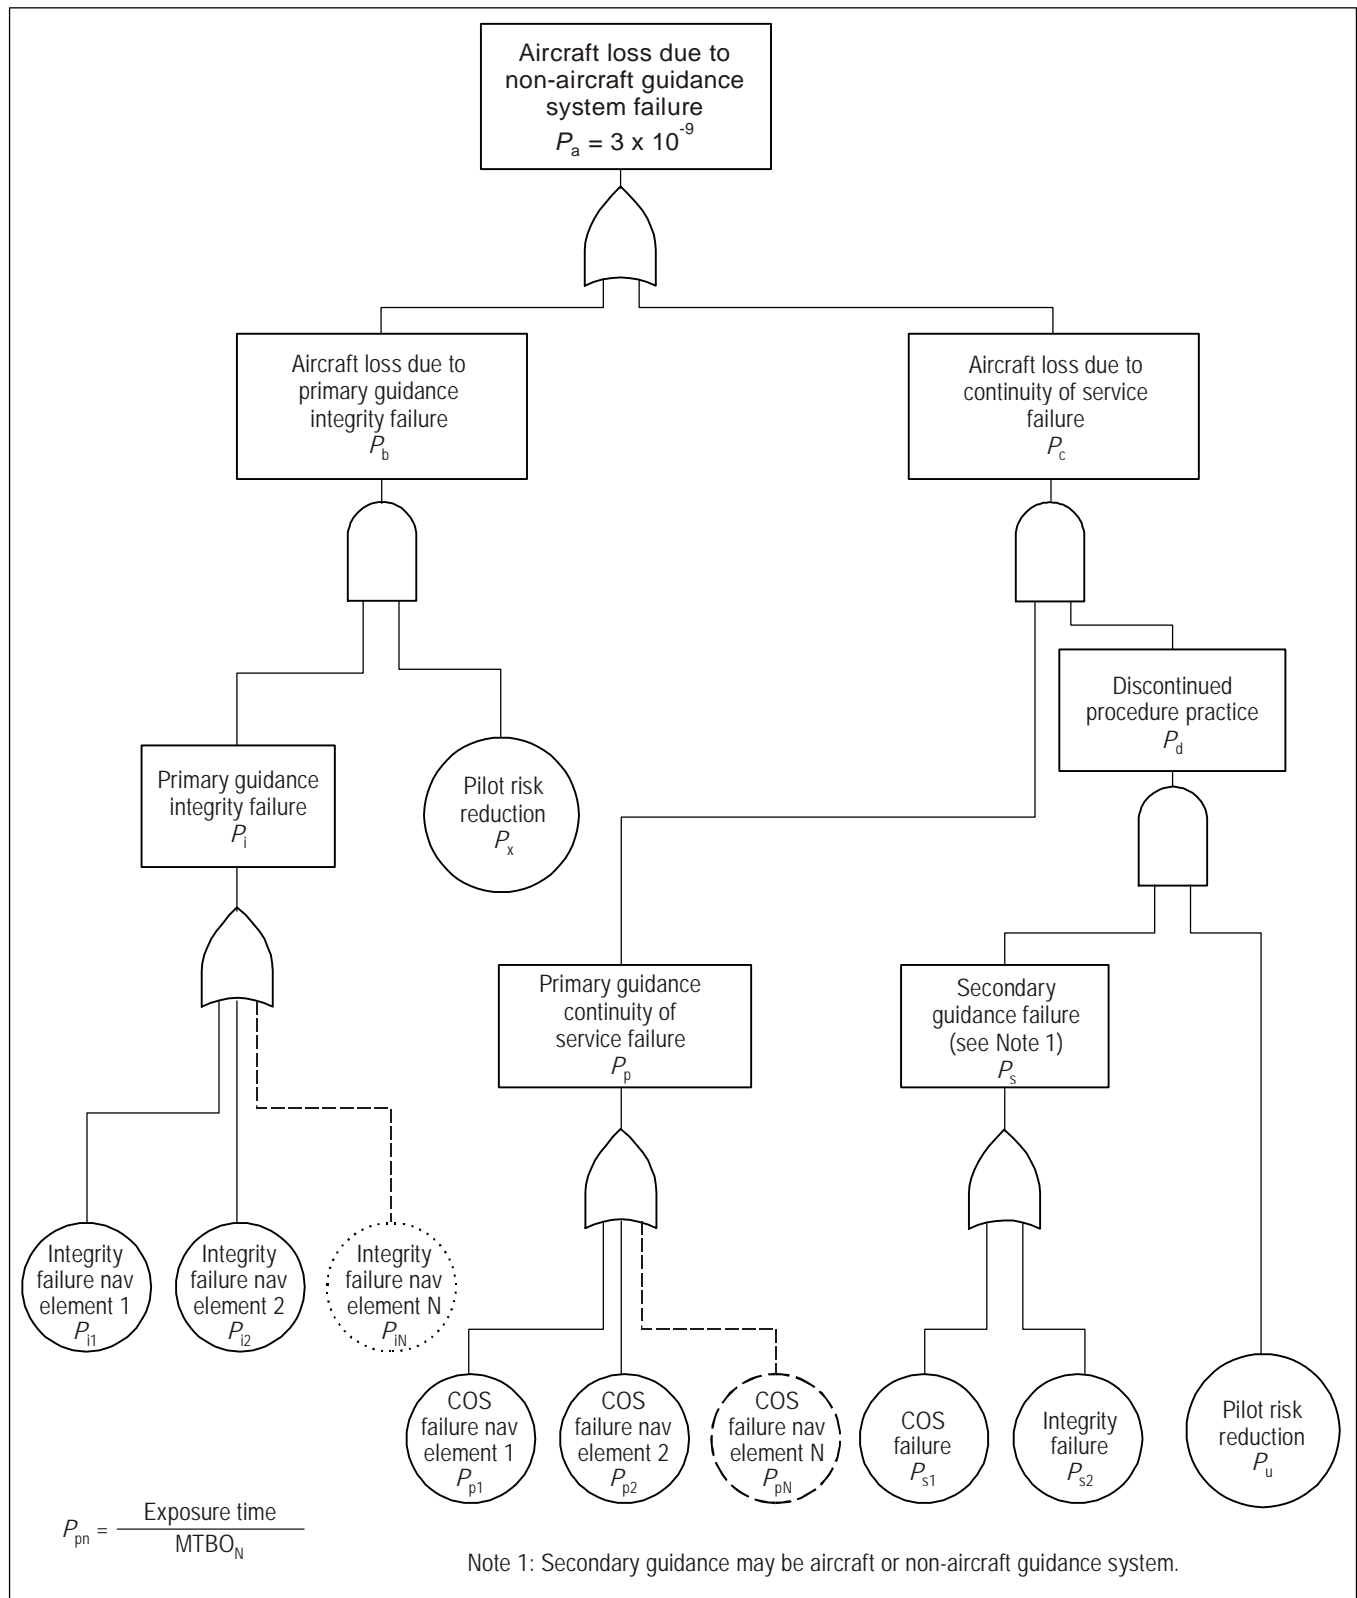 Aircraft loss due to
non-aircraft guidance
system failure
Pa = 3 x 10-9
Aircraft loss due to
primary guidance
integrity failure
Pb
Aircraft loss due to
continuity of service
failure
Pc
Discontinued
procedure practice
Pd
Primary guidance
integrity failure
Pi
Pilot risk
reduction
Px
Primary guidance
continuity of
service failure
Pp
Secondary
guidance failure
(see Note 1)
Ps
Integrity
failure nav
element 1
Pi1
Integrity
failure nav
element 2
Pi2
Integrity
failure nav
element N
PiN
COS
failure nav
element 1
Pp1
COS
failure nav
element 2
Pp2
COS
failure nav
element N
PpN
COS
failure
Ps1
Integrity
failure
Ps2
Pilot risk
reduction
Pu
Exposure time
Ppn =
MTBON
Note 1: Secondary guidance may be aircraft or non-aircraft guidance system.